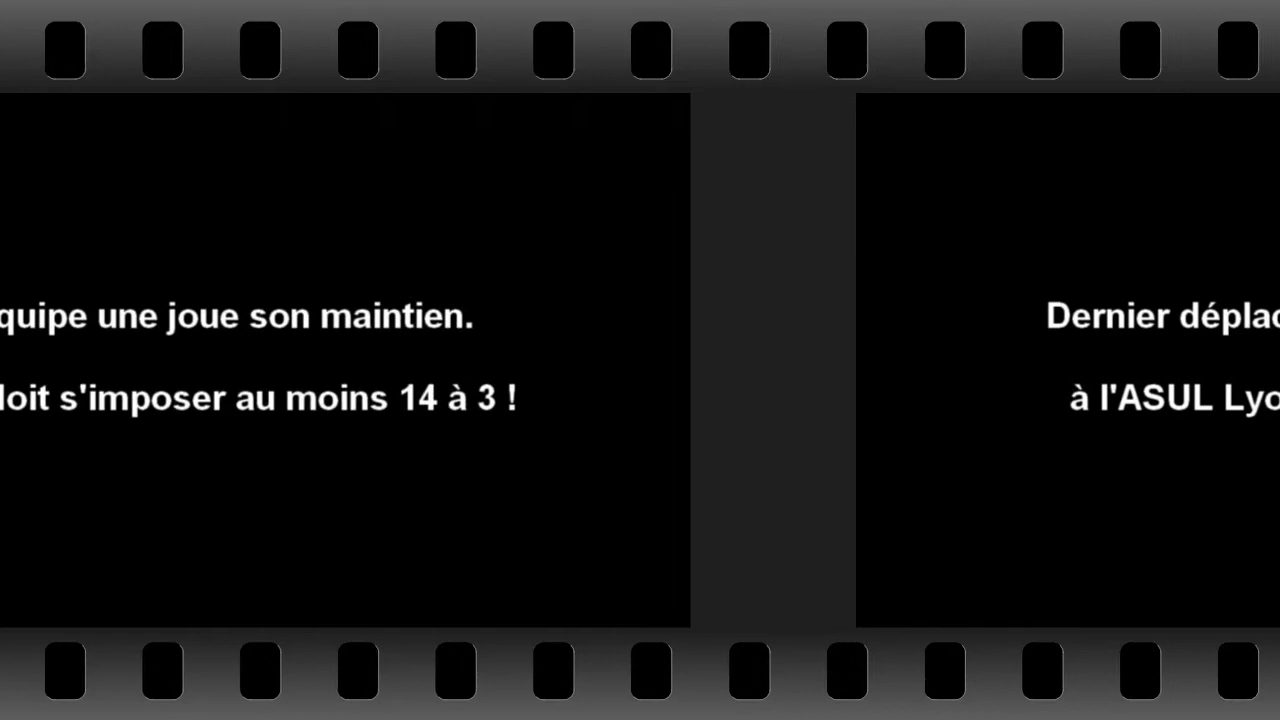 quipe une joue son maintien.
loit s'imposer au moins 14 à 3 !
Dernier déplac
à l'ASUL Lyo